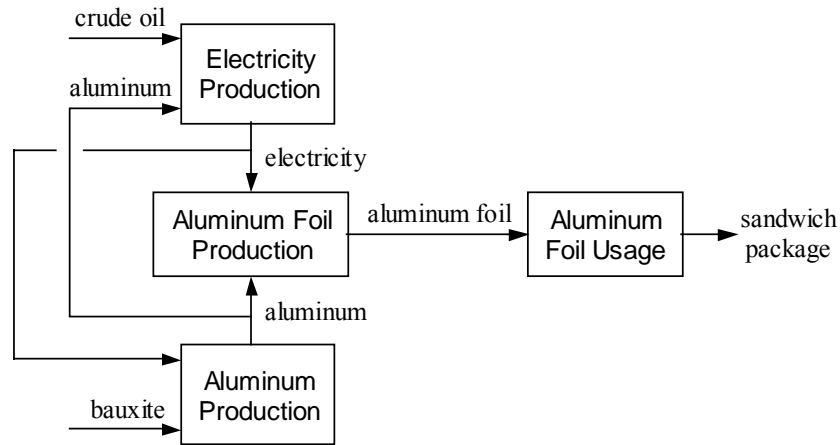 crude oil
Electricity
Production
aluminum
electricity
Aluminum Foil
Production
aluminum foil
Aluminum
Foil Usage
sandwich
package
aluminum
Aluminum
Production
bauxite